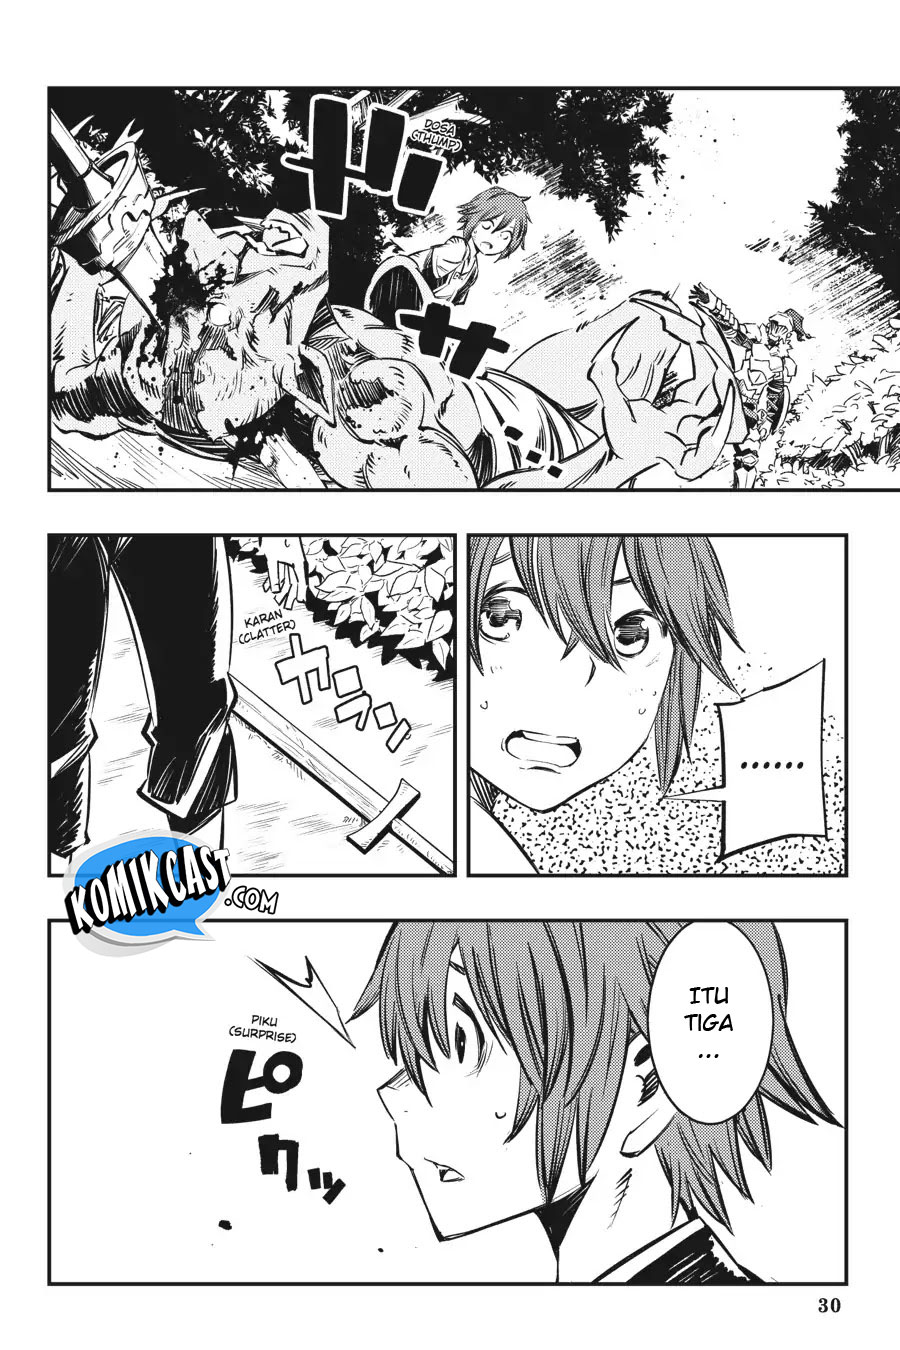 ドサッ
DOSA
(THUMP)
......
カラン
KARAN
(CLATTER)
ITU
TIGA
...
PIKU
(SURPRISE)
ピクッ
KOMIKCAST
.COM
30